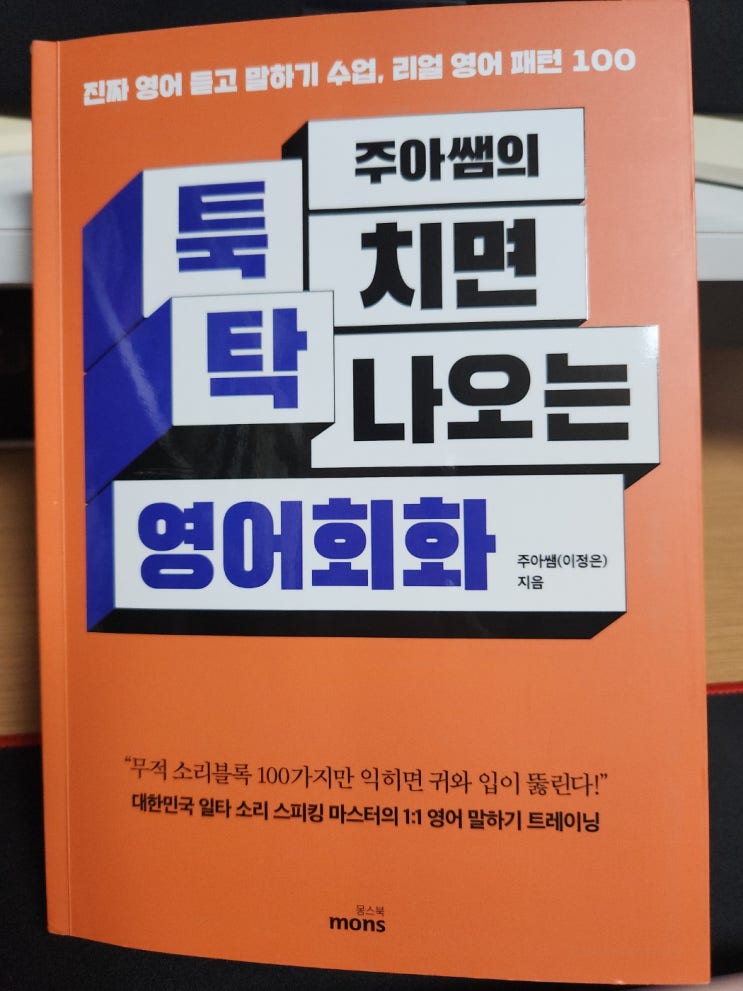 진짜 영어 듣고 말하기 수업, 리얼 영어 패턴 100
주아쌤의
툭 치면
탁 나오는
영어회화
주아쌤(이정은)
지음
“무적 소리블록 100가지만 익히면 귀와 입이 뚫린다!”
대한민국 일타 소리 스피킹 마스터의 1:1 영어 말하기 트레이닝
몽스북
mons